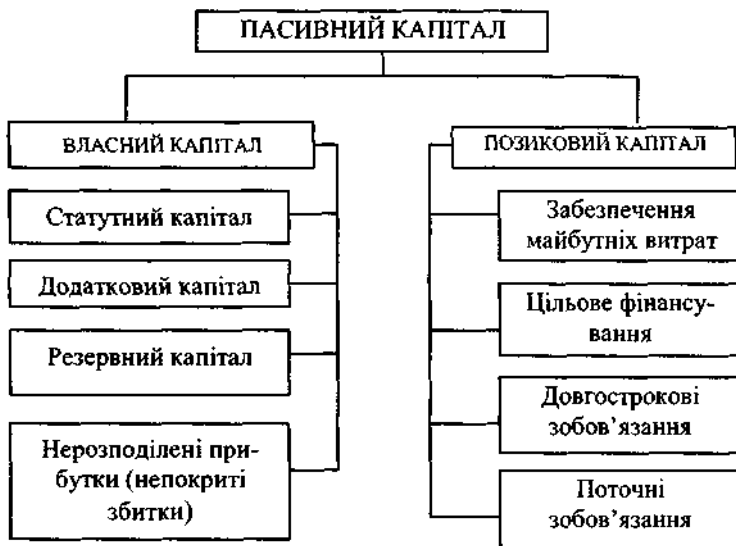 ПАСИВНИЙ КАПІТАЛ
ВЛАСНИЙ КАПІТАЛ
Статутний капітал
Додатковий капітал
Резервний капітал
Нерозподілені при-
бутки (непокриті
збитки)
ПОЗИКОВИЙ КАПІТАЛ
Забезпечення
майбутніх витрат
Цільове фінансу-
вання
Довгострокові
зобов’язання
Поточні
зобов’язання